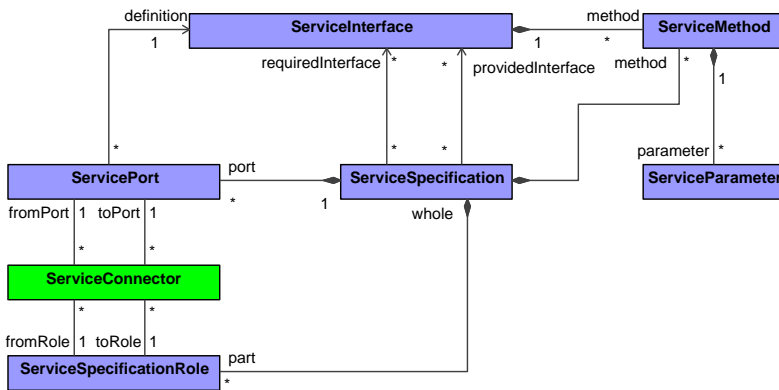 definition
ServiceInterface
method
ServiceMethod
1
1
*
requiredInterface
*
*
providedInterface
method
*
1
*
*
*
parameter
*
port
ServicePort
*
1
ServiceSpecification
ServiceParameter
whole
fromPort
1
toPort
1
*
*
ServiceConnector
*
*
fromRole
1
toRole
1
part
ServiceSpecificationRole
*